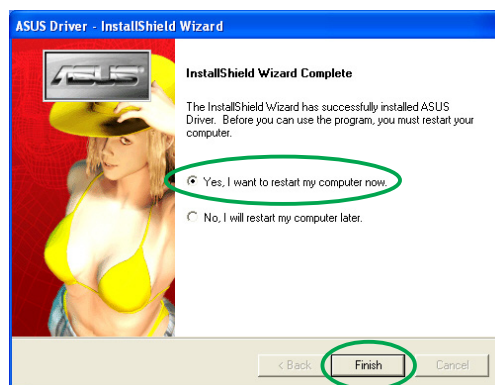 ASUS Driver - InstallShield Wizard
ASUS
InstallShield Wizard Complete
The InstallShield Wizard has successfully installed ASUS
Driver. Before you can use the program, you must restart your
computer.
Yes, I want to restart my computer now.
No, I will restart my computer later.
< Back
Finish
Cancel